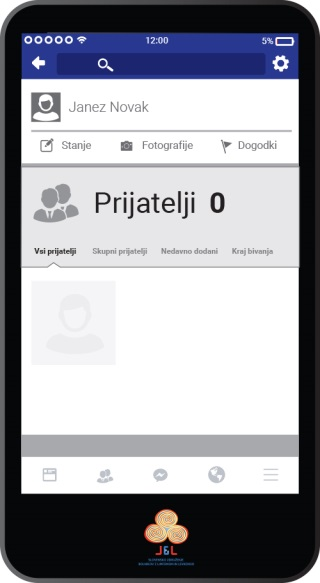 12:00
5%
Janez Novak
Stanje
Fotografije
Dogodki
Prijatelji 0
Vsi prijatelji
Skupni prijatelji
Nedavno dodani
Kraj bivanja
J&L